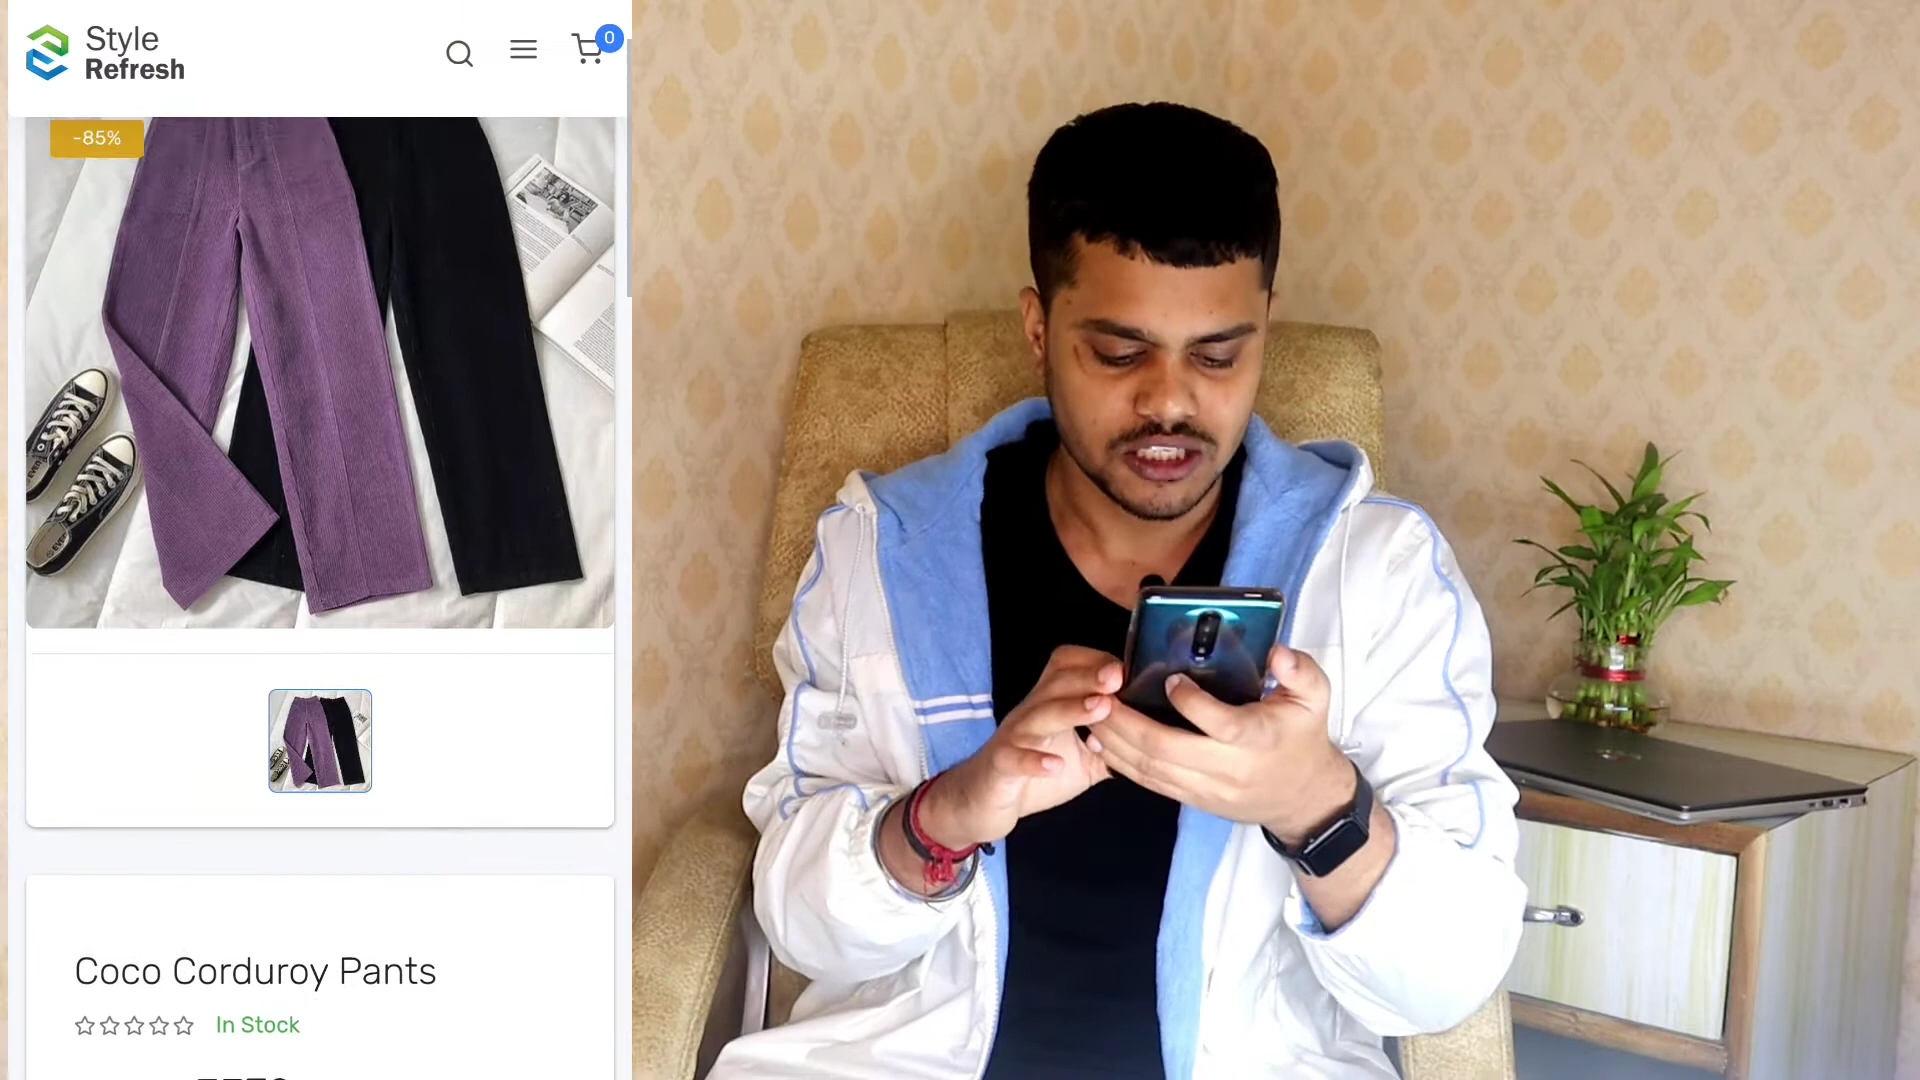 Style
Refresh
0
-85%
Coco Corduroy Pants
In Stock